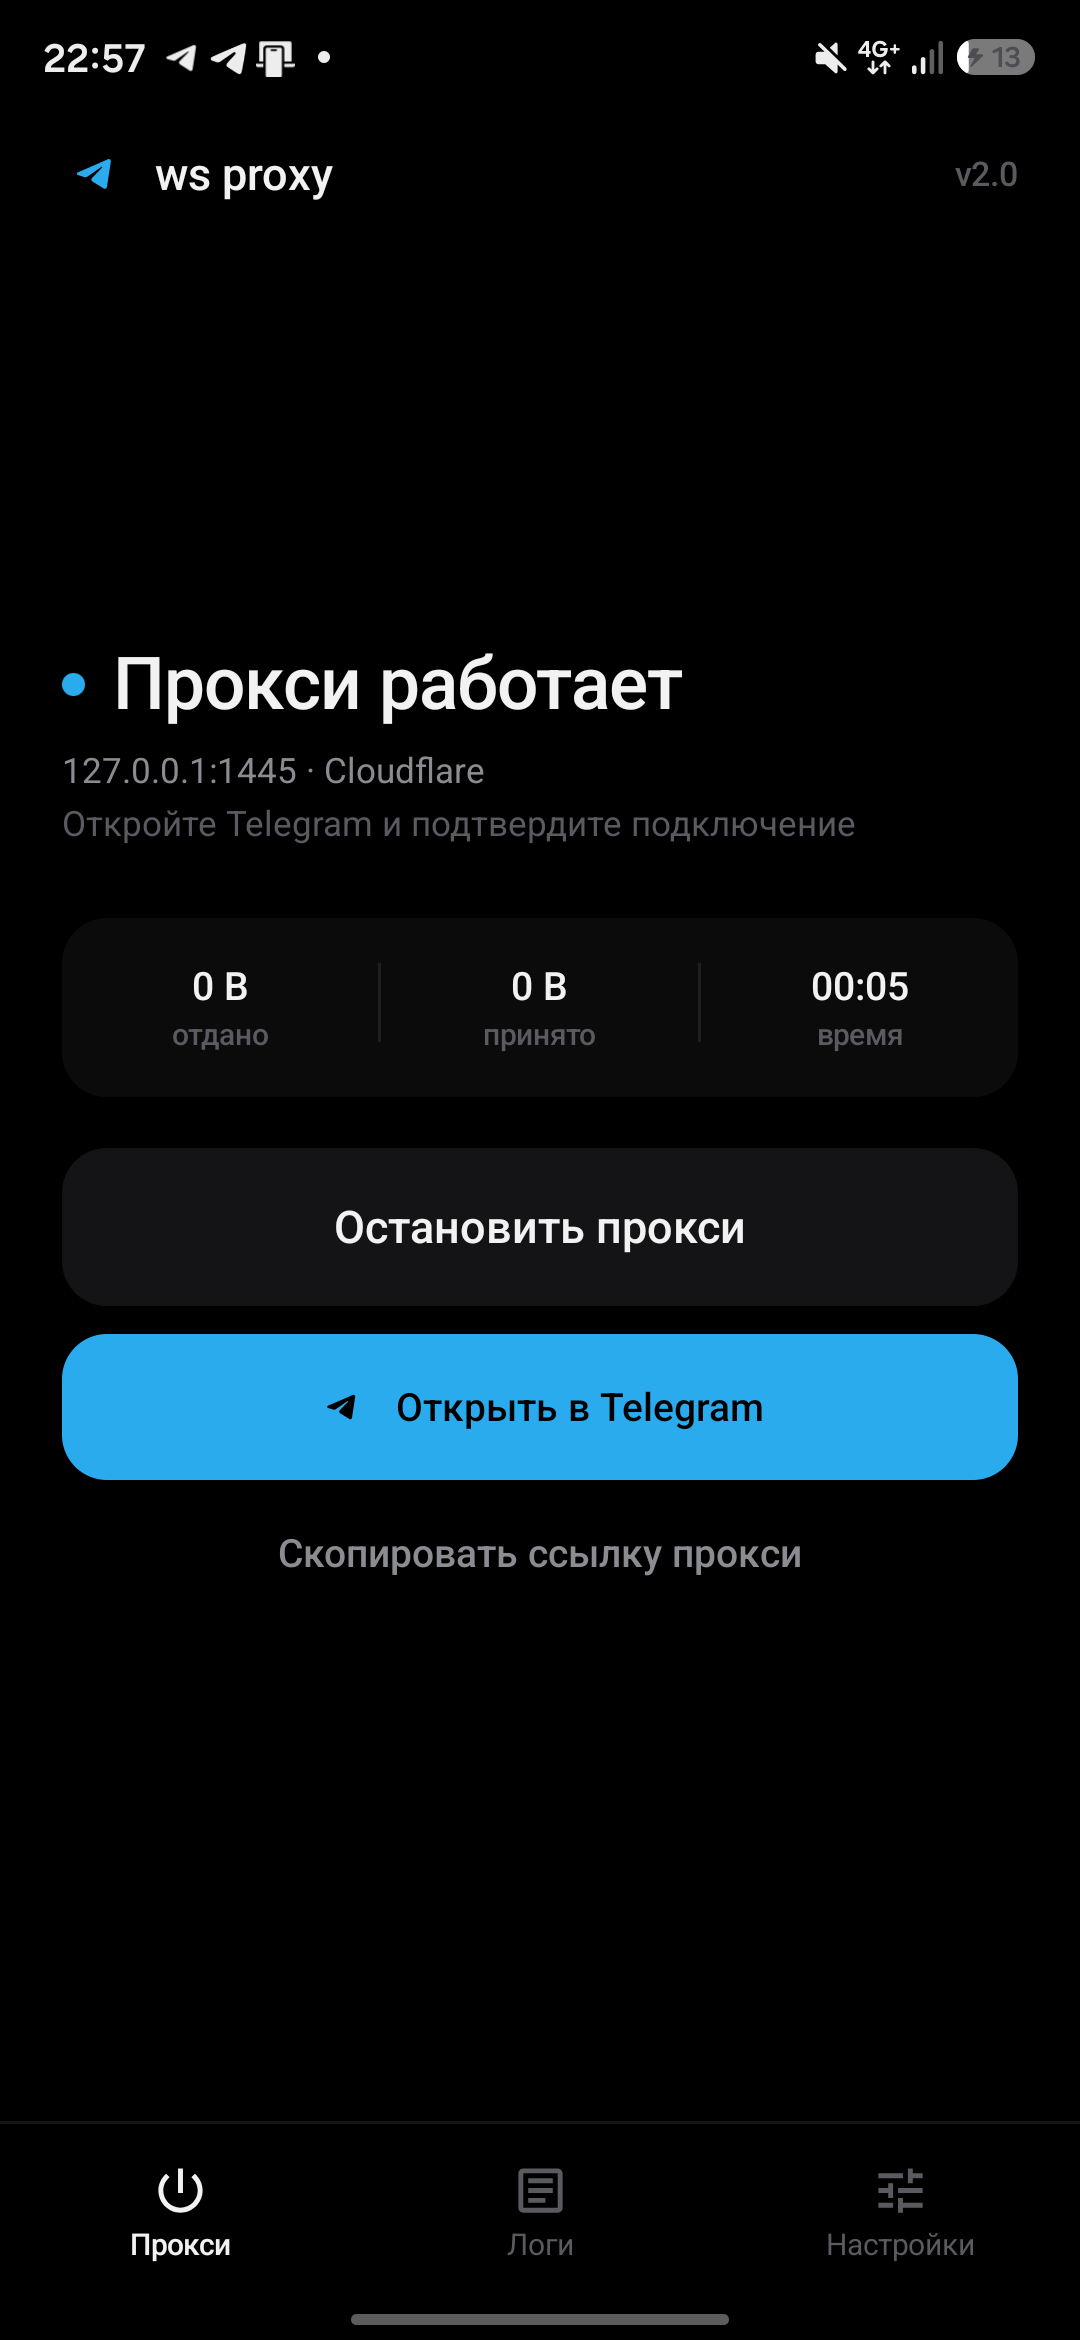 22:57
4G+
13
ws proxy
v2.0
Прокси работает
127.0.0.1:1445 · Cloudflare
Откройте Telegram и подтвердите подключение
0 B
0 B
00:05
отдано
принято
время
Остановить прокси
Открыть в Telegram
Скопировать ссылку прокси
Прокси
Логи
Настройки